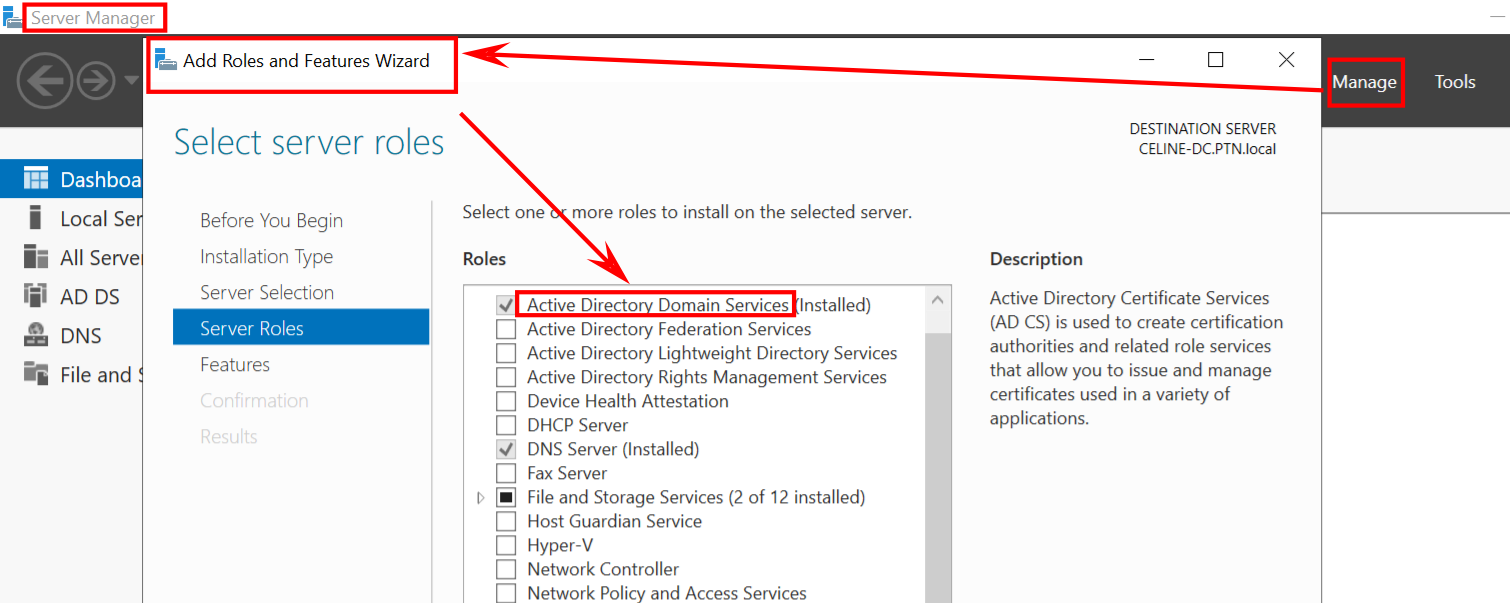 Server Manager
Add Roles and Features Wizard
Manage
Tools
Select server roles
DESTINATION SERVER
CELINE-DC.PTN.local
Dashboa
Local Ser
All Server
AD DS
DNS
File and S
Before You Begin
Installation Type
Server Selection
Server Roles
Features
Confirmation
Results
Select one or more roles to install on the selected server.
Roles
Active Directory Domain Services (Installed)
Active Directory Federation Services
Active Directory Lightweight Directory Services
Active Directory Rights Management Services
Device Health Attestation
DHCP Server
DNS Server (Installed)
Fax Server
File and Storage Services (2 of 12 installed)
Host Guardian Service
Hyper-V
Network Controller
Network Policy and Access Services
Description
Active Directory Certificate Services
(AD CS) is used to create certification
authorities and related role services
that allow you to issue and manage
certificates used in a variety of
applications.